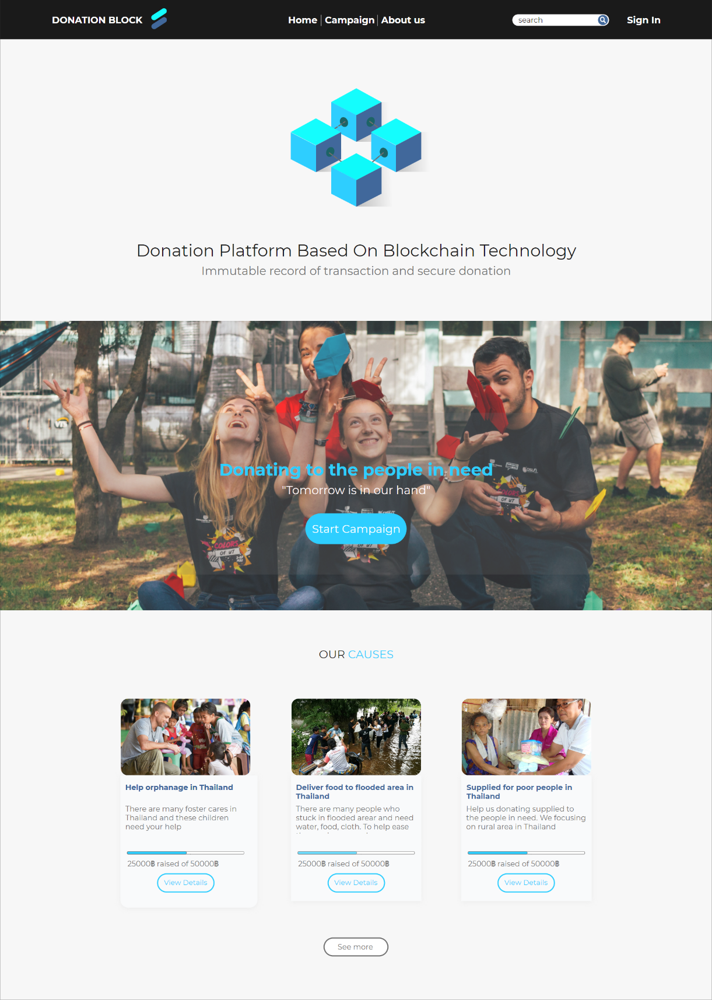 DONATION BLOCK
Home
Campaign
About us
search
Sign In
Donation Platform Based On Blockchain Technology
Immutable record of transaction and secure donation
Donating to the people in need
"Tomorrow is in our hand"
Start Campaign
COLORS
OF UT
COLORS
OF UT
OUR CAUSES
Help orphanage in Thailand
There are many foster cares in
Thailand and these children
need your help
25000฿ raised of 50000฿
View Details
Deliver food to flooded area in
Thailand
There are many people who
stuck in flooded arear and need
water, food, cloth. To help ease
25000฿ raised of 50000฿
View Details
Supplied for poor people in
Thailand
Help us donating supplied to
the people in need. We focusing
on rural area in Thailand
25000฿ raised of 50000฿
View Details
See more